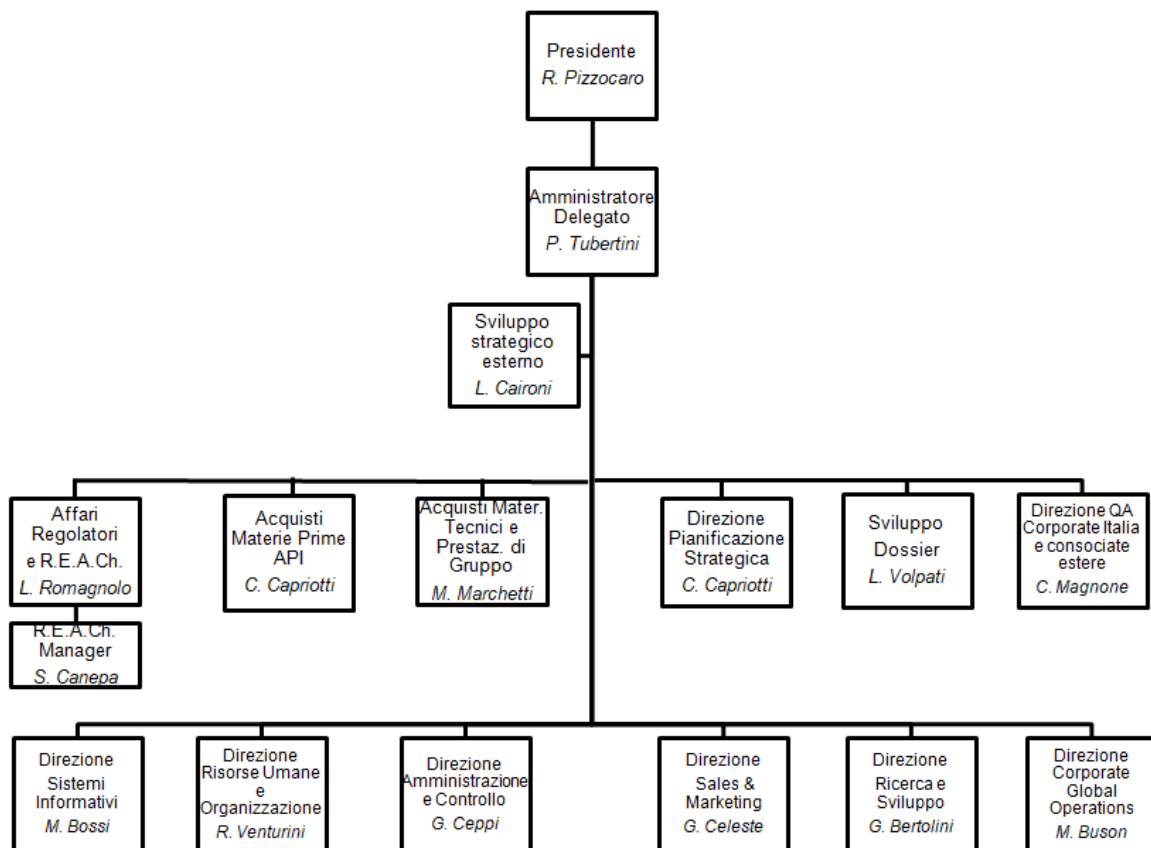 Presidente
R. Pizzocaro
Amministratore
Delegato
P. Tubertini
Sviluppo
strategico
esterno
L. Caironi
Affari
Regolatori
e R.E.A.Ch.
L. Romagnolo
Acquisti
Materie Prime
API
C. Capriotti
Acquisti Mater.
Tecnici e
Prestaz. di
Gruppo
M. Marchetti
Direzione
Pianificazione
Strategica
C. Capriotti
Sviluppo
Dossier
L. Volpati
Direzione QA
Corporate Italia
e consociate
estere
C. Magnone
R.E.A.Ch.
Manager
S. Canepa
Direzione
Sistemi
Informativi
M. Bossi
Direzione
Risorse Umane
e
Organizzazione
R. Venturini
Direzione
Amministrazione
e Controllo
G. Ceppi
Direzione
Sales &
Marketing
G. Celeste
Direzione
Ricerca e
Sviluppo
G. Bertolini
Direzione
Corporate
Global
Operations
M. Buson